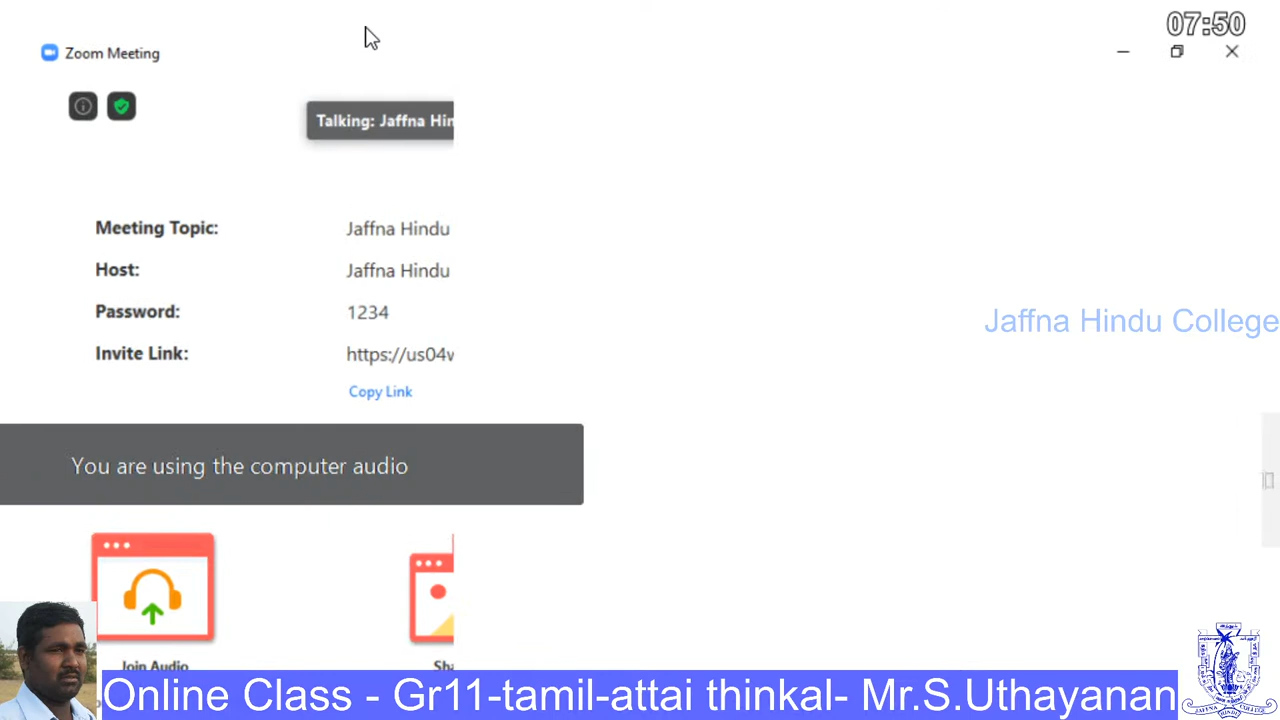 07:50
Zoom Meeting
Talking: Jaffna Hin
Meeting Topic: Jaffna Hindu
Host: Jaffna Hindu
Password: 1234
Invite Link: https://us04w
Copy Link
Jaffna Hindu College
You are using the computer audio
Join Audio
Sha
Online Class - Gr11-tamil-attai thinkal- Mr.S.Uthayanan